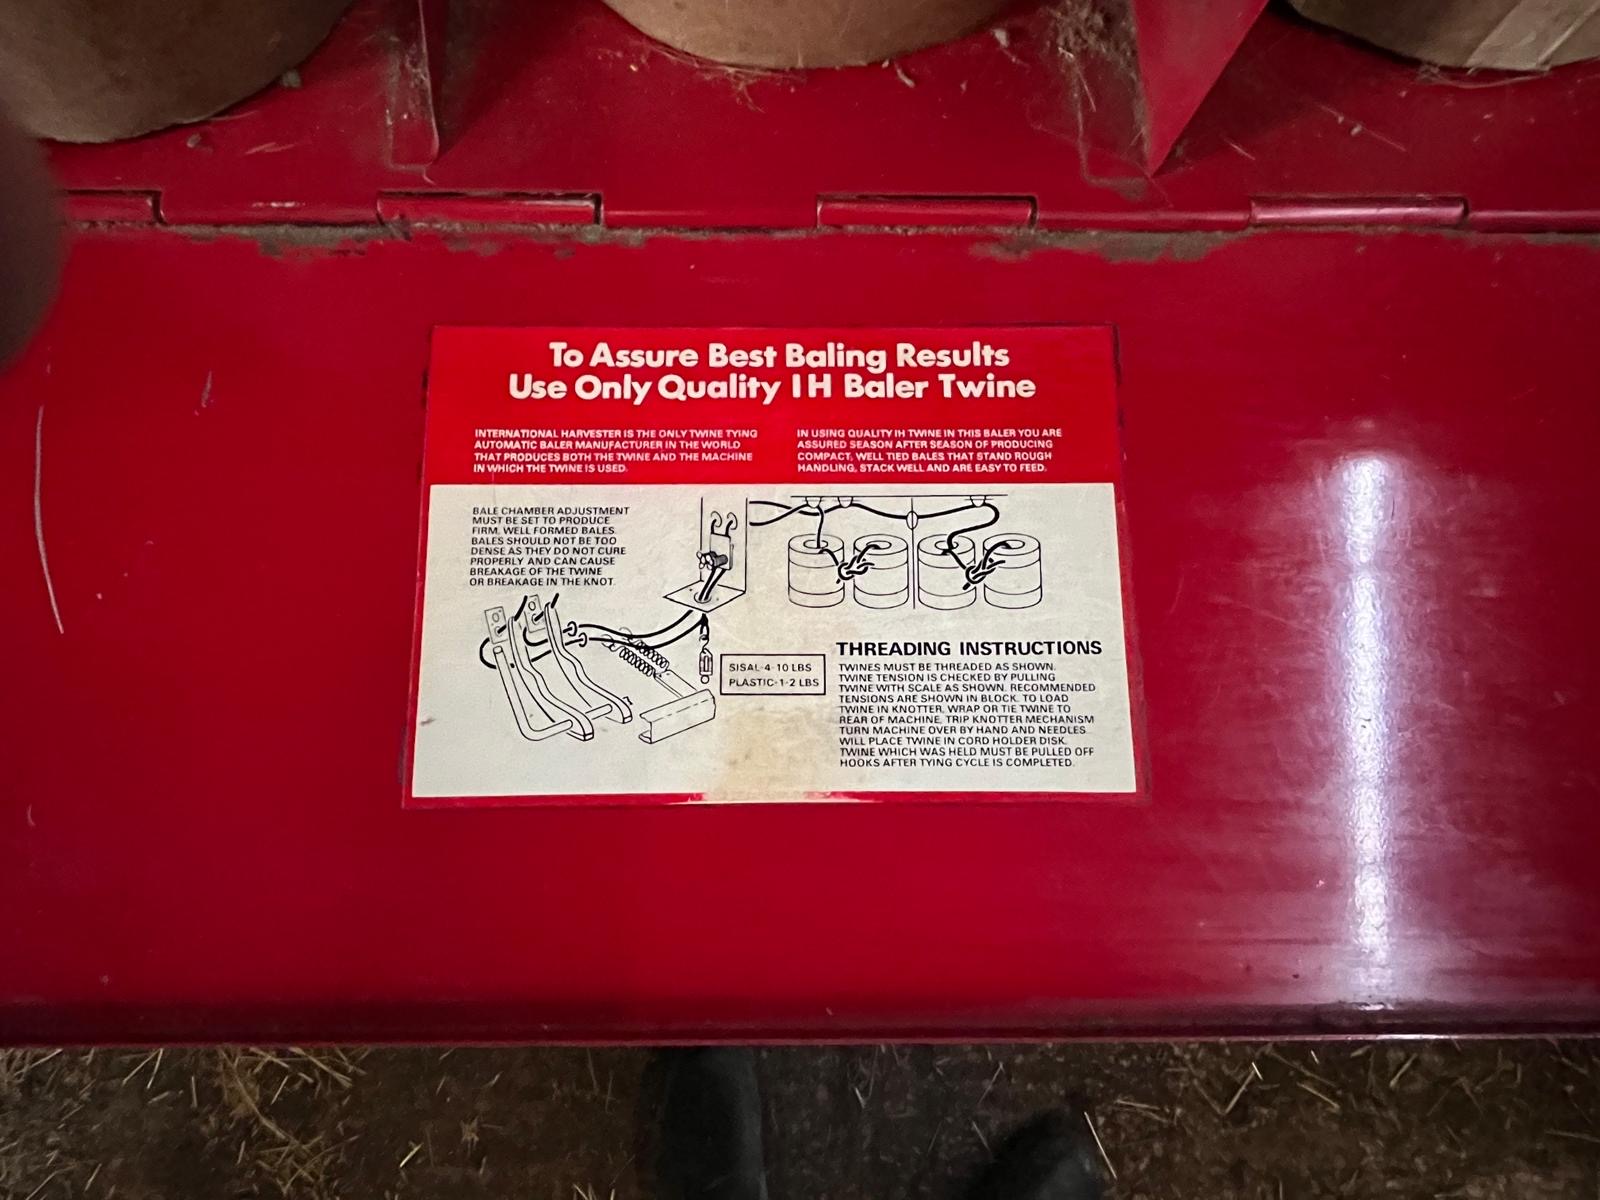 To Assure Best Baling Results
Use Only Quality IH Baler Twine
INTERNATIONAL HARVESTER IS THE ONLY TWINE TYING
AUTOMATIC BALER MANUFACTURER IN THE WORLD
THAT PRODUCES BOTH THE TWINE AND THE MACHINE
IN WHICH THE TWINE IS USED.
IN USING QUALITY IH TWINE IN THIS BALER YOU ARE
ASSURED SEASON AFTER SEASON OF PRODUCING
COMPACT, WELL TIED BALES THAT STAND ROUGH
HANDLING, STACK WELL AND ARE EASY TO FEED.
BALE CHAMBER ADJUSTMENT
MUST BE SET TO PRODUCE
FIRM, WELL FORMED BALES.
BALES SHOULD NOT BE TOO
DENSE AS THEY DO NOT CURE
PROPERLY AND CAN CAUSE
BREAKAGE OF THE TWINE
OR BREAKAGE IN THE KNOT.
SISAL-4-10 LBS
PLASTIC-1-2 LBS
THREADING INSTRUCTIONS
TWINES MUST BE THREADED AS SHOWN.
TWINE TENSION IS CHECKED BY PULLING
TWINE WITH SCALE AS SHOWN. RECOMMENDED
TENSIONS ARE SHOWN IN BLOCK. TO LOAD
TWINE IN KNOTTER, WRAP OR TIE TWINE TO
REAR OF MACHINE, TRIP KNOTTER MECHANISM
TURN MACHINE OVER BY HAND AND NEEDLES
WILL PLACE TWINE IN CORD HOLDER DISK.
TWINE WHICH WAS HELD MUST BE PULLED OFF
HOOKS AFTER TYING CYCLE IS COMPLETED.